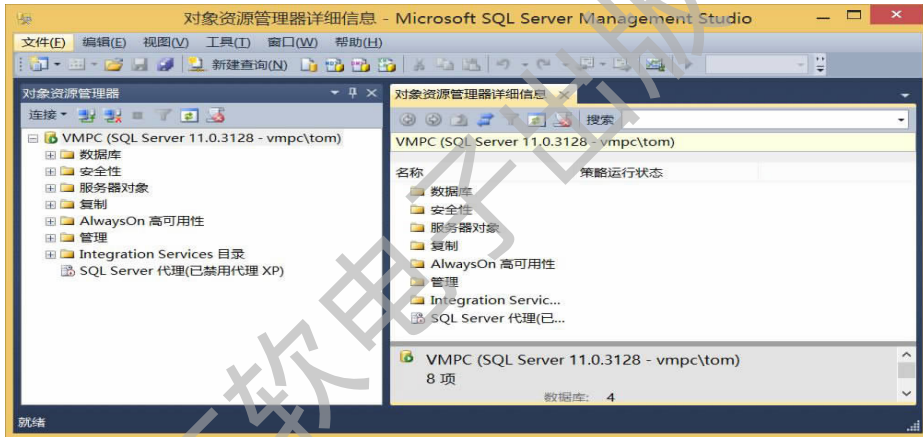 对象资源管理器详细信息 - Microsoft SQL Server Management Studio
文件(F) 编辑(E) 视图(V) 工具(T) 窗口(W) 帮助(H)
新建查询(N)
对象资源管理器
连接
VMPC (SQL Server 11.0.3128 - vmpc\tom)
数据库
安全性
服务器对象
复制
AlwaysOn 高可用性
管理
Integration Services 目录
SQL Server 代理(已禁用代理 XP)
对象资源管理器详细信息
搜索
VMPC (SQL Server 11.0.3128 - vmpc\tom)
名称 策略运行状态
数据库
安全性
服务器对象
复制
AlwaysOn 高可用性
管理
Integration Servic...
SQL Server 代理(已...
VMPC (SQL Server 11.0.3128 - vmpc\tom)
8 项
数据库: 4
就绪
软电子出版